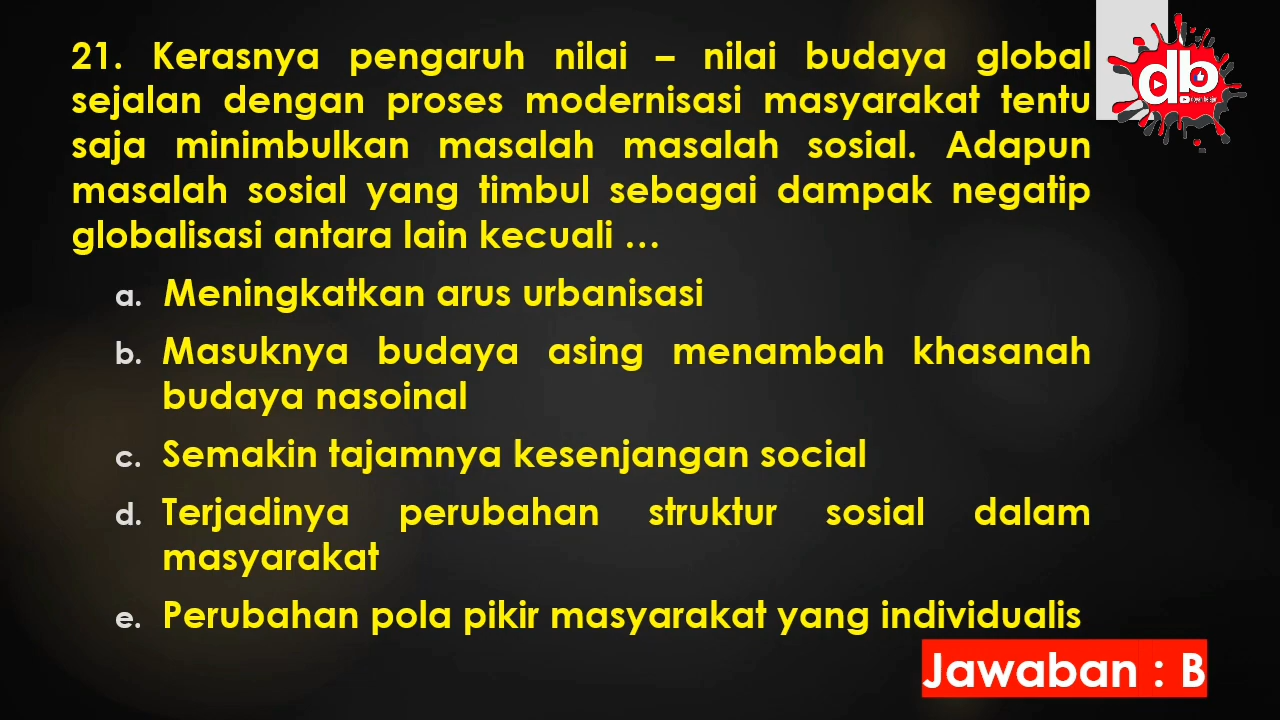 21. Kerasnya pengaruh nilai – nilai budaya global
sejalan dengan proses modernisasi masyarakat tentu
saja minimbulkan masalah masalah sosial. Adapun
masalah sosial yang timbul sebagai dampak negatip
globalisasi antara lain kecuali …
a. Meningkatkan arus urbanisasi
b. Masuknya budaya asing menambah khasanah
budaya nasoinal
c. Semakin tajamnya kesenjangan social
d. Terjadinya perubahan struktur sosial dalam
masyarakat
e. Perubahan pola pikir masyarakat yang individualis
Jawaban : B
db